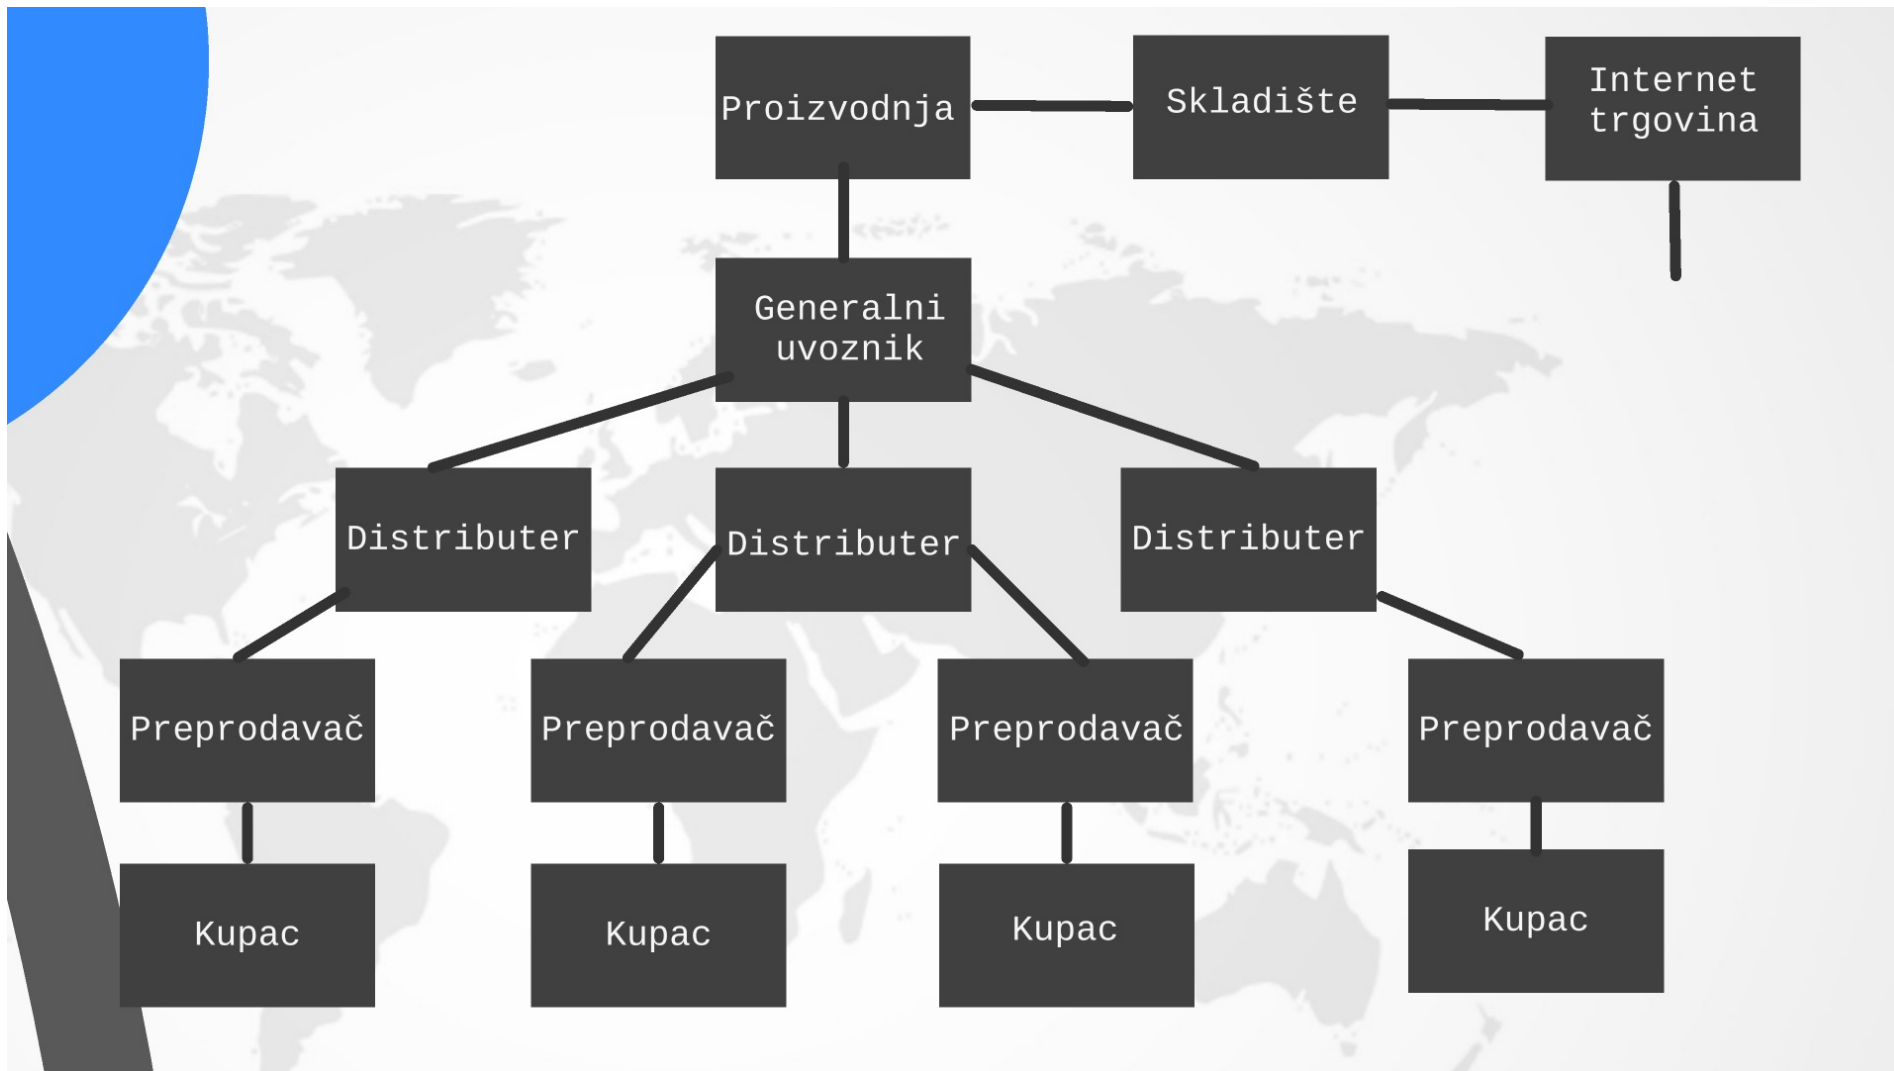 Proizvodnja
Skladište
Internet
trgovina
Generalni
uvoznik
Distributer
Distributer
Distributer
Preprodavač
Preprodavač
Preprodavač
Preprodavač
Kupac
Kupac
Kupac
Kupac